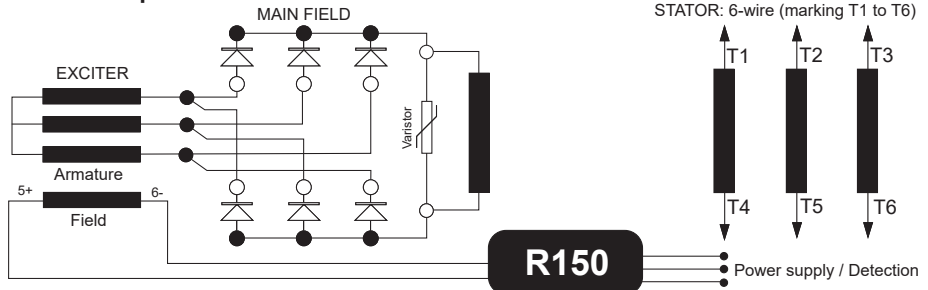 MAIN FIELD
STATOR: 6-wire (marking T1 to T6)
T1
T2
T3
EXCITER
Varistor
Armature
5+
6-
Field
T4
T5
T6
R150
Power supply / Detection